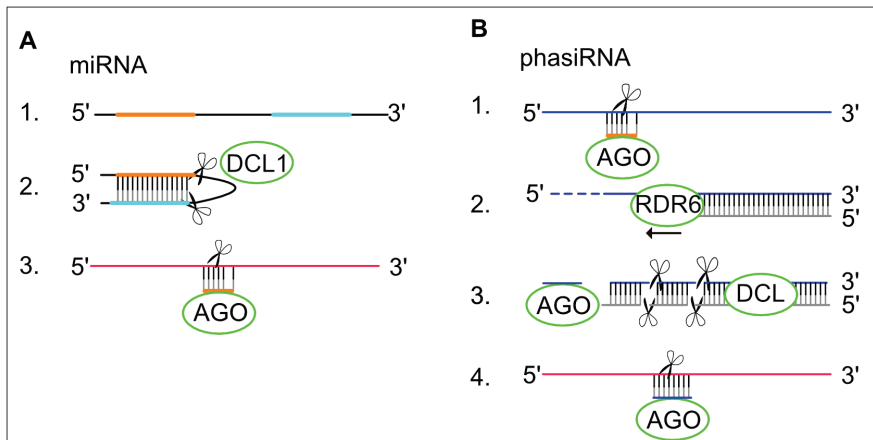 A
miRNA
1. 5' 3'
DCL1
5'
2.
3'
3. 5' 3'
AGO
B
phasiRNA
1. 5' 3'
AGO
2. 5' RDR6 3'
5'
3'
3. AGO DCL 5'
4. 5' 3'
AGO